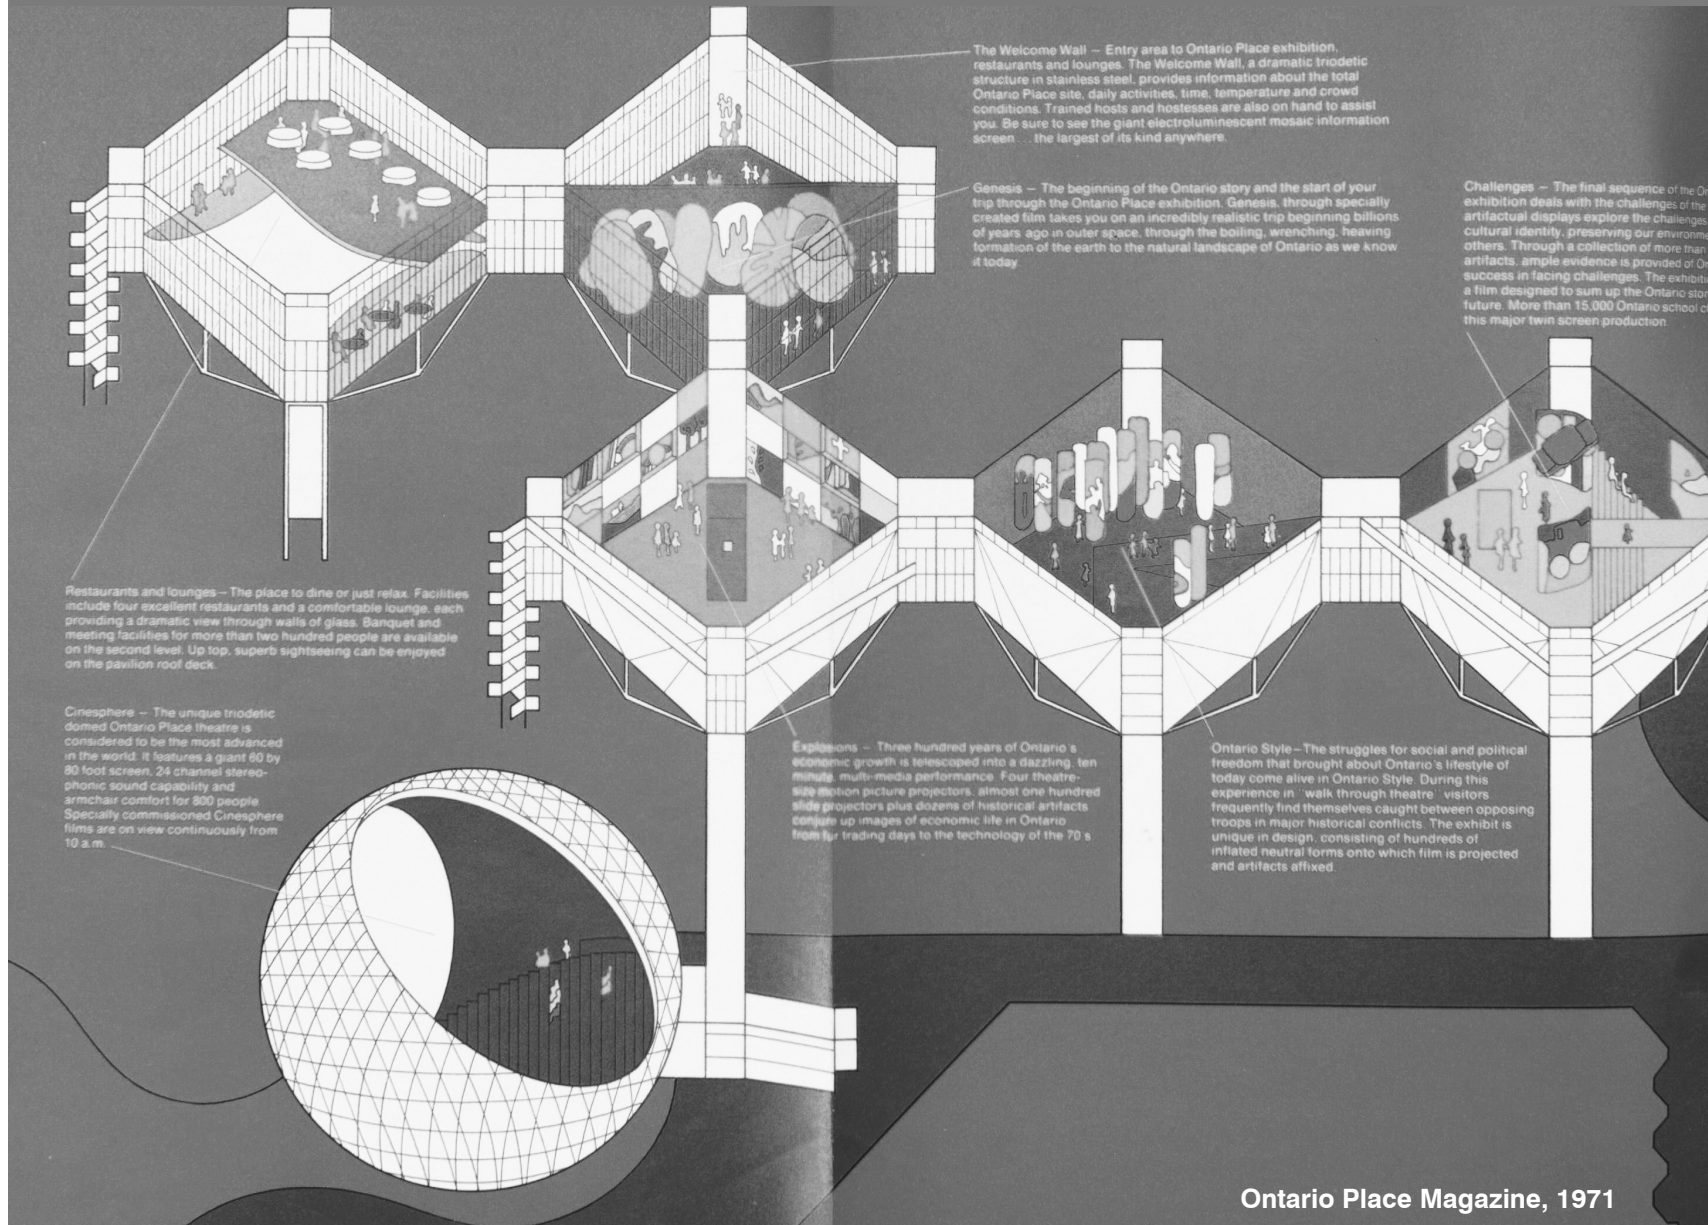 The Welcome Wall — Entry area to Ontario Place exhibition,
restaurants and lounges. The Welcome Wall, a dramatic triodetic
structure in stainless steel, provides information about the total
Ontario Place site, daily activities, time, temperature and crowd
conditions. Trained hosts and hostesses are also on hand to assist
you. Be sure to see the giant electroluminescent mosaic information
screen . . . the largest of its kind anywhere.
Genesis — The beginning of the Ontario story and the start of your
trip through the Ontario Place exhibition. Genesis, through specially
created film takes you on an incredibly realistic trip beginning billions
of years ago in outer space, through the boiling, wrenching, heaving
formation of the earth to the natural landscape of Ontario as we know
it today.
Challenges — The final sequence of the
exhibition deals with the challenges of the
artifactual displays explore the challenges
cultural identity, preserving our
others. Through a collection of more than
artifacts, ample evidence is provided of
success in facing challenges. The
a film designed to sum up the Ontario
future. More than 15,000 Ontario school
this major twin screen production.
Restaurants and lounges — The place to dine or just relax. Facilities
include four excellent restaurants and a comfortable lounge, each
providing a dramatic view through walls of glass. Banquet and
meeting facilities for more than two hundred people are available
on the second level. Up top, superb sightseeing can be enjoyed
on the pavilion roof deck.
Cinesphere — The unique triodetic
domed Ontario Place theatre is
considered to be the most advanced
in the world. It features a giant 60 by
80 foot screen, 24 channel stereo-
phonic sound capability and
armchair comfort for 800 people.
Specially commissioned Cinesphere
films are on view continuously from
10 a.m.
Explosions — Three hundred years of Ontario's
economic growth is telescoped into a dazzling, ten
minute, multi-media performance. Four theatre-
size motion picture projectors, almost one hundred
slide projectors plus dozens of historical artifacts
conjure up images of economic life in Ontario
from fur trading days to the technology of the 70's
Ontario Style — The struggles for social and political
freedom that brought about Ontario's lifestyle of
today come alive in Ontario Style. During this
experience in "walk through theatre" visitors
frequently find themselves caught between opposing
troops in major historical conflicts. The exhibit is
unique in design, consisting of hundreds of
inflated neutral forms onto which film is projected
and artifacts affixed.
Ontario Place Magazine, 1971